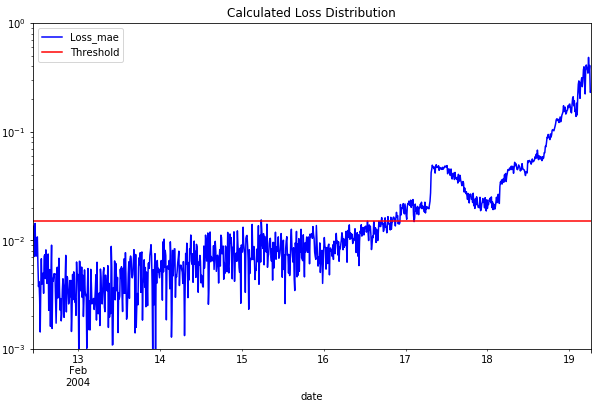 Calculated Loss Distribution
10⁰
Loss_mae
Threshold
10⁻¹
10⁻²
10⁻³
13 14 15 16 17 18 19
Feb
2004
date